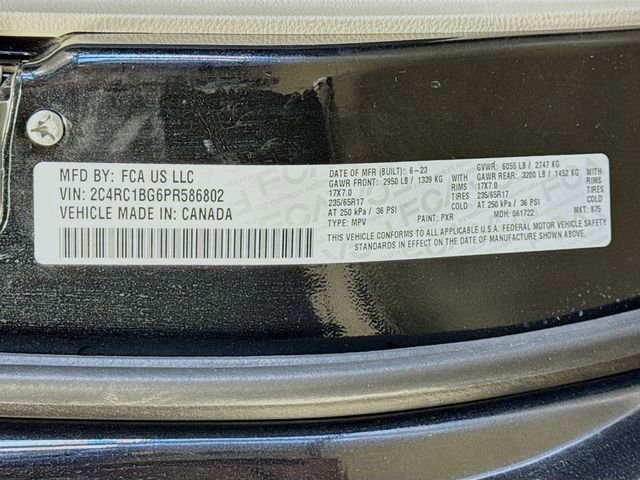 MFD BY: FCA US LLC
VIN: 2C4RC1BG6PR586802
VEHICLE MADE IN: CANADA
DATE OF MFR (BUILT): 6-23 GVWR: 6055 LB / 2747 KG
GAWR FRONT: 2950 LB / 1339 KG WITH GAWR REAR: 3200 LB / 1452 KG WITH
17X7.0 RIMS 17X7.0 RIMS
235/65R17 TIRES 235/65R17 TIRES
AT 250 kPa / 36 PSI COLD AT 250 kPa / 36 PSI COLD
TYPE: MPV PAINT: PXR MDH: 061722 MKT: 875
THIS VEHICLE CONFORMS TO ALL APPLICABLE U.S.A. FEDERAL MOTOR VEHICLE SAFETY
STANDARDS IN EFFECT ON THE DATE OF MANUFACTURE SHOWN ABOVE.